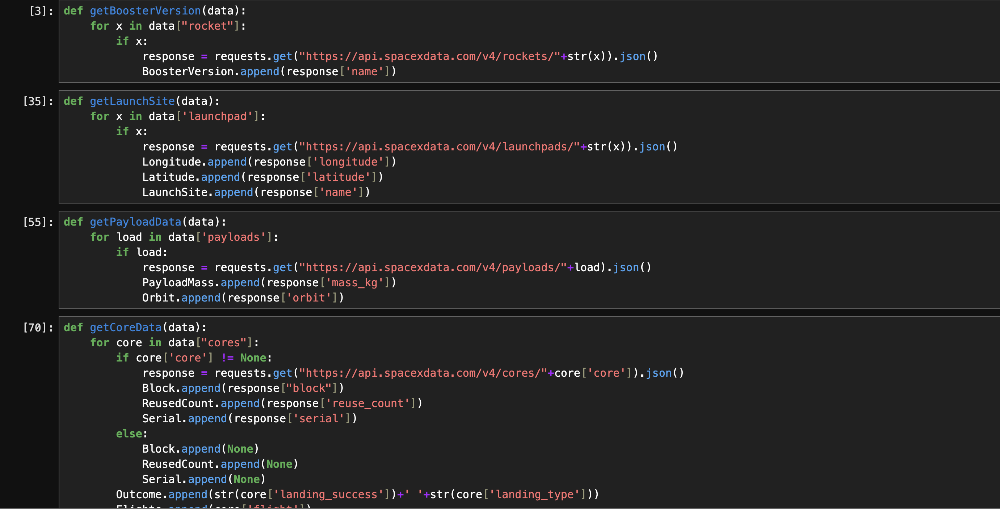 [3]: def getBoosterVersion(data):
    for x in data["rocket"]:
        if x:
            response = requests.get("https://api.spacexdata.com/v4/rockets/"+str(x)).json()
            BoosterVersion.append(response['name'])
[35]: def getLaunchSite(data):
    for x in data['launchpad']:
        if x:
            response = requests.get("https://api.spacexdata.com/v4/launchpads/"+str(x)).json()
            Longitude.append(response['longitude'])
            Latitude.append(response['latitude'])
            LaunchSite.append(response['name'])
[55]: def getPayloadData(data):
    for load in data['payloads']:
        if load:
            response = requests.get("https://api.spacexdata.com/v4/payloads/"+load).json()
            PayloadMass.append(response['mass_kg'])
            Orbit.append(response['orbit'])
[70]: def getCoreData(data):
    for core in data["cores"]:
        if core['core'] != None:
            response = requests.get("https://api.spacexdata.com/v4/cores/"+core['core']).json()
            Block.append(response["block"])
            ReusedCount.append(response['reuse_count'])
            Serial.append(response['serial'])
        else:
            Block.append(None)
            ReusedCount.append(None)
            Serial.append(None)
        Outcome.append(str(core['landing_success'])+' '+str(core['landing_type']))
        Flights.append(core['flight'])